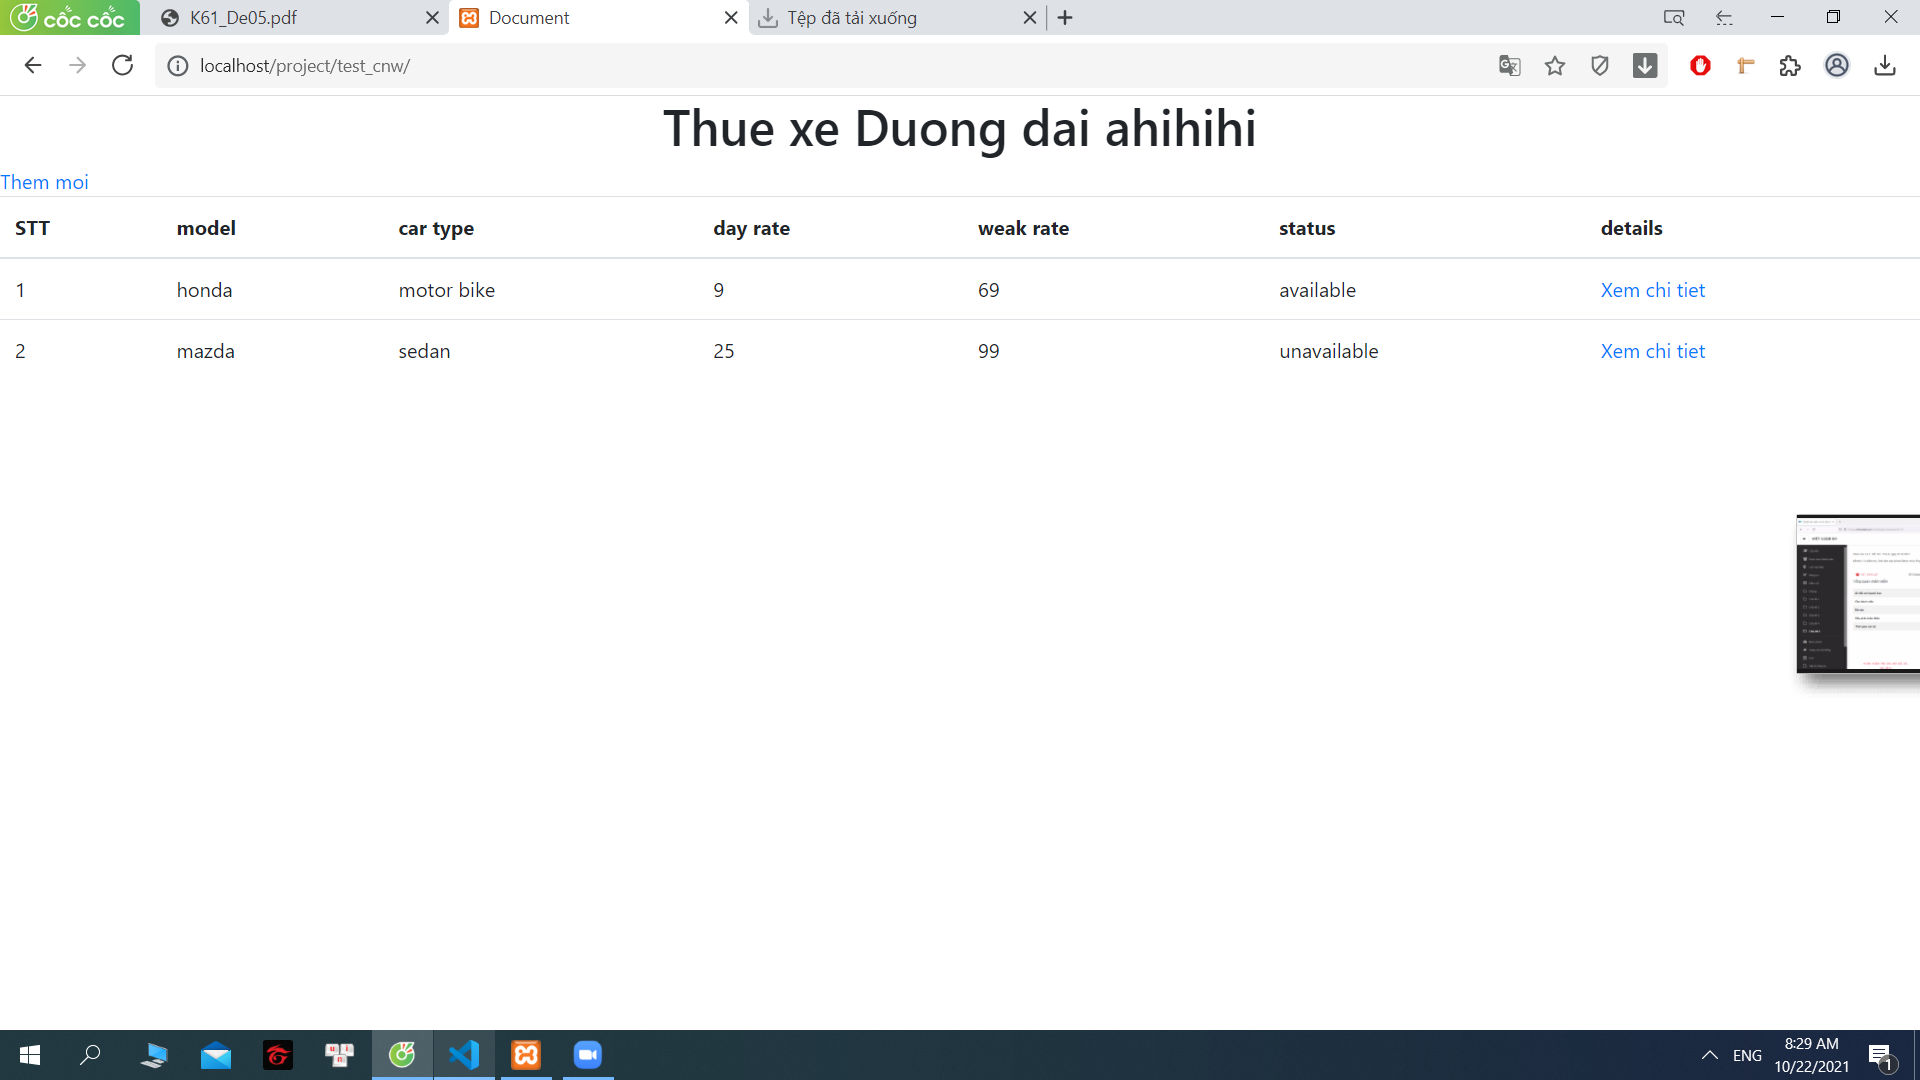 cốc cốc K61_De05.pdf Document Tệp đã tải xuống
localhost/project/test_cnw/
Thue xe Duong dai ahihihi
Them moi
STT model car type day rate weak rate status details
1 honda motor bike 9 69 available Xem chi tiet
2 mazda sedan 25 99 unavailable Xem chi tiet
ENG 8:29 AM
10/22/2021 1